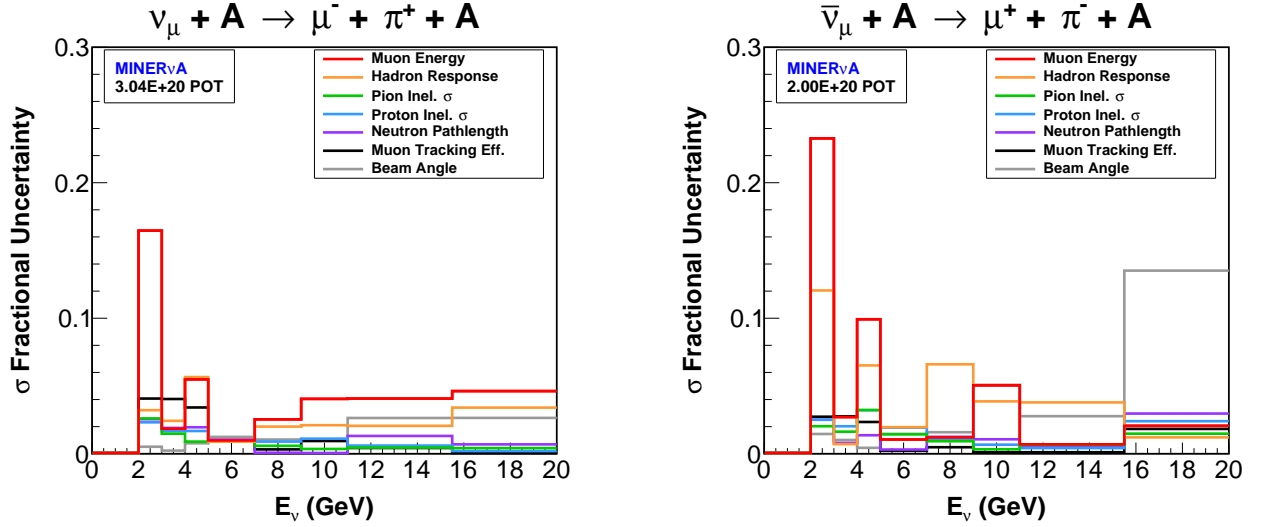 ν_μ + A → μ⁻ + π⁺ + A
0.3
0.2
0.1
0
σ Fractional Uncertainty
MINERνA
3.04E+20 POT
Muon Energy
Hadron Response
Pion Inel. σ
Proton Inel. σ
Neutron Pathlength
Muon Tracking Eff.
Beam Angle
0 2 4 6 8 10 12 14 16 18 20
E_ν (GeV)
ν̅_μ + A → μ⁺ + π⁻ + A
0.3
0.2
0.1
0
σ Fractional Uncertainty
MINERνA
2.00E+20 POT
Muon Energy
Hadron Response
Pion Inel. σ
Proton Inel. σ
Neutron Pathlength
Muon Tracking Eff.
Beam Angle
0 2 4 6 8 10 12 14 16 18 20
E_ν (GeV)